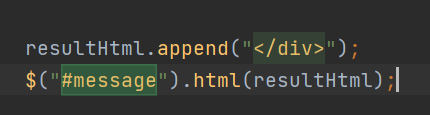 resultHtml.append("</div>");
$("#message").html(resultHtml);